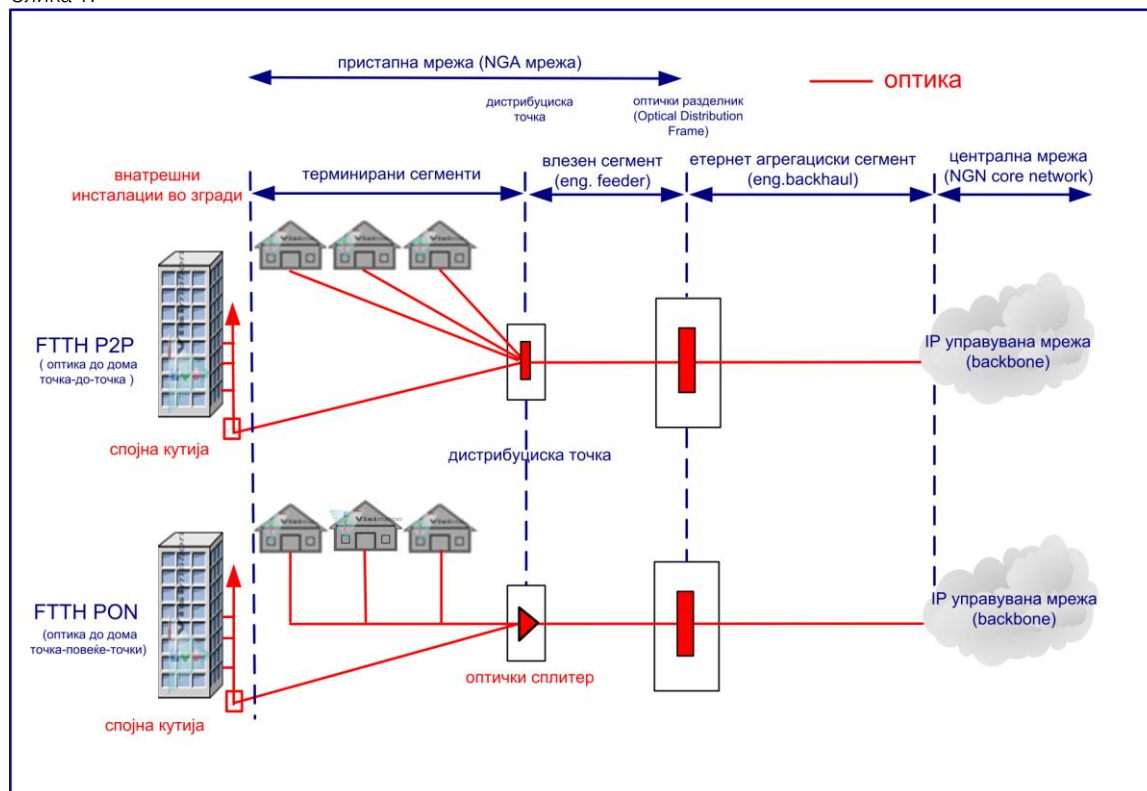 пристапна мрежа (NGA мрежа)
оптика
дистрибуциска
точка
оптички разделник
(Optical Distribution
Frame)
внатрешни
инсталации во згради
терминирани сегменти
влезен сегмент
(eng. feeder)
етернет агрегациски сегмент
(eng.backhaul)
централна мрежа
(NGN core network)
FTTH P2P
( оптика до дома
точка-до-точка )
IP управувана мрежа
(backbone)
спојна кутија
дистрибуциска точка
FTTH PON
(оптика до дома
точка-повеќе-точки)
IP управувана мрежа
(backbone)
оптички сплитер
спојна кутија